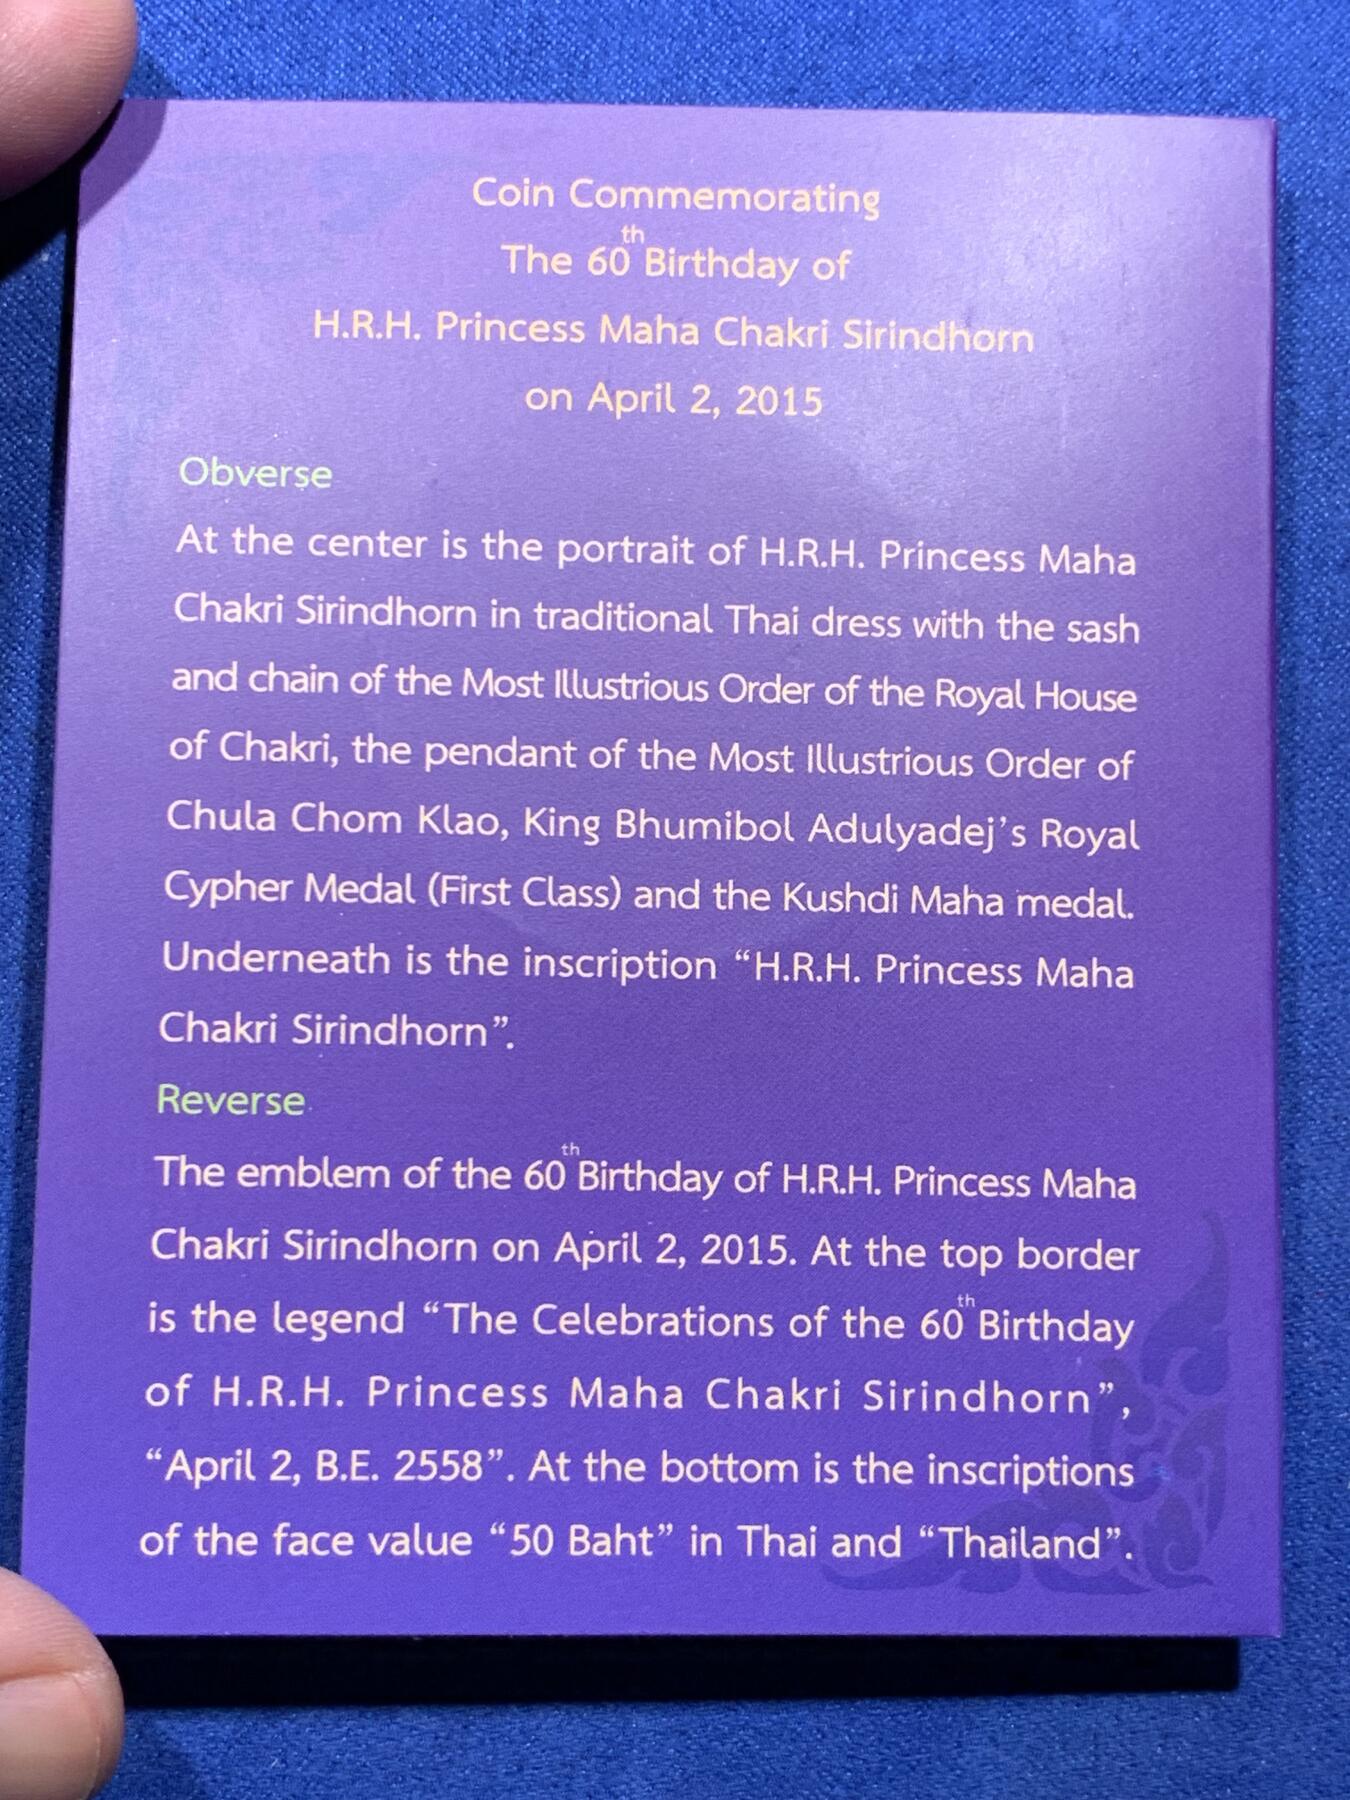 Coin Commemorating
The 60th Birthday of
H.R.H. Princess Maha Chakri Sirindhorn
on April 2, 2015
Obverse
At the center is the portrait of H.R.H. Princess Maha
Chakri Sirindhorn in traditional Thai dress with the sash
and chain of the Most Illustrious Order of the Royal House
of Chakri, the pendant of the Most Illustrious Order of
Chula Chom Klao, King Bhumibol Adulyadej’s Royal
Cypher Medal (First Class) and the Kushdi Maha medal.
Underneath is the inscription “H.R.H. Princess Maha
Chakri Sirindhorn”.
Reverse
The emblem of the 60th Birthday of H.R.H. Princess Maha
Chakri Sirindhorn on April 2, 2015. At the top border
is the legend “The Celebrations of the 60th Birthday
of H.R.H. Princess Maha Chakri Sirindhorn”,
“April 2, B.E. 2558”. At the bottom is the inscriptions
of the face value “50 Baht” in Thai and “Thailand”.